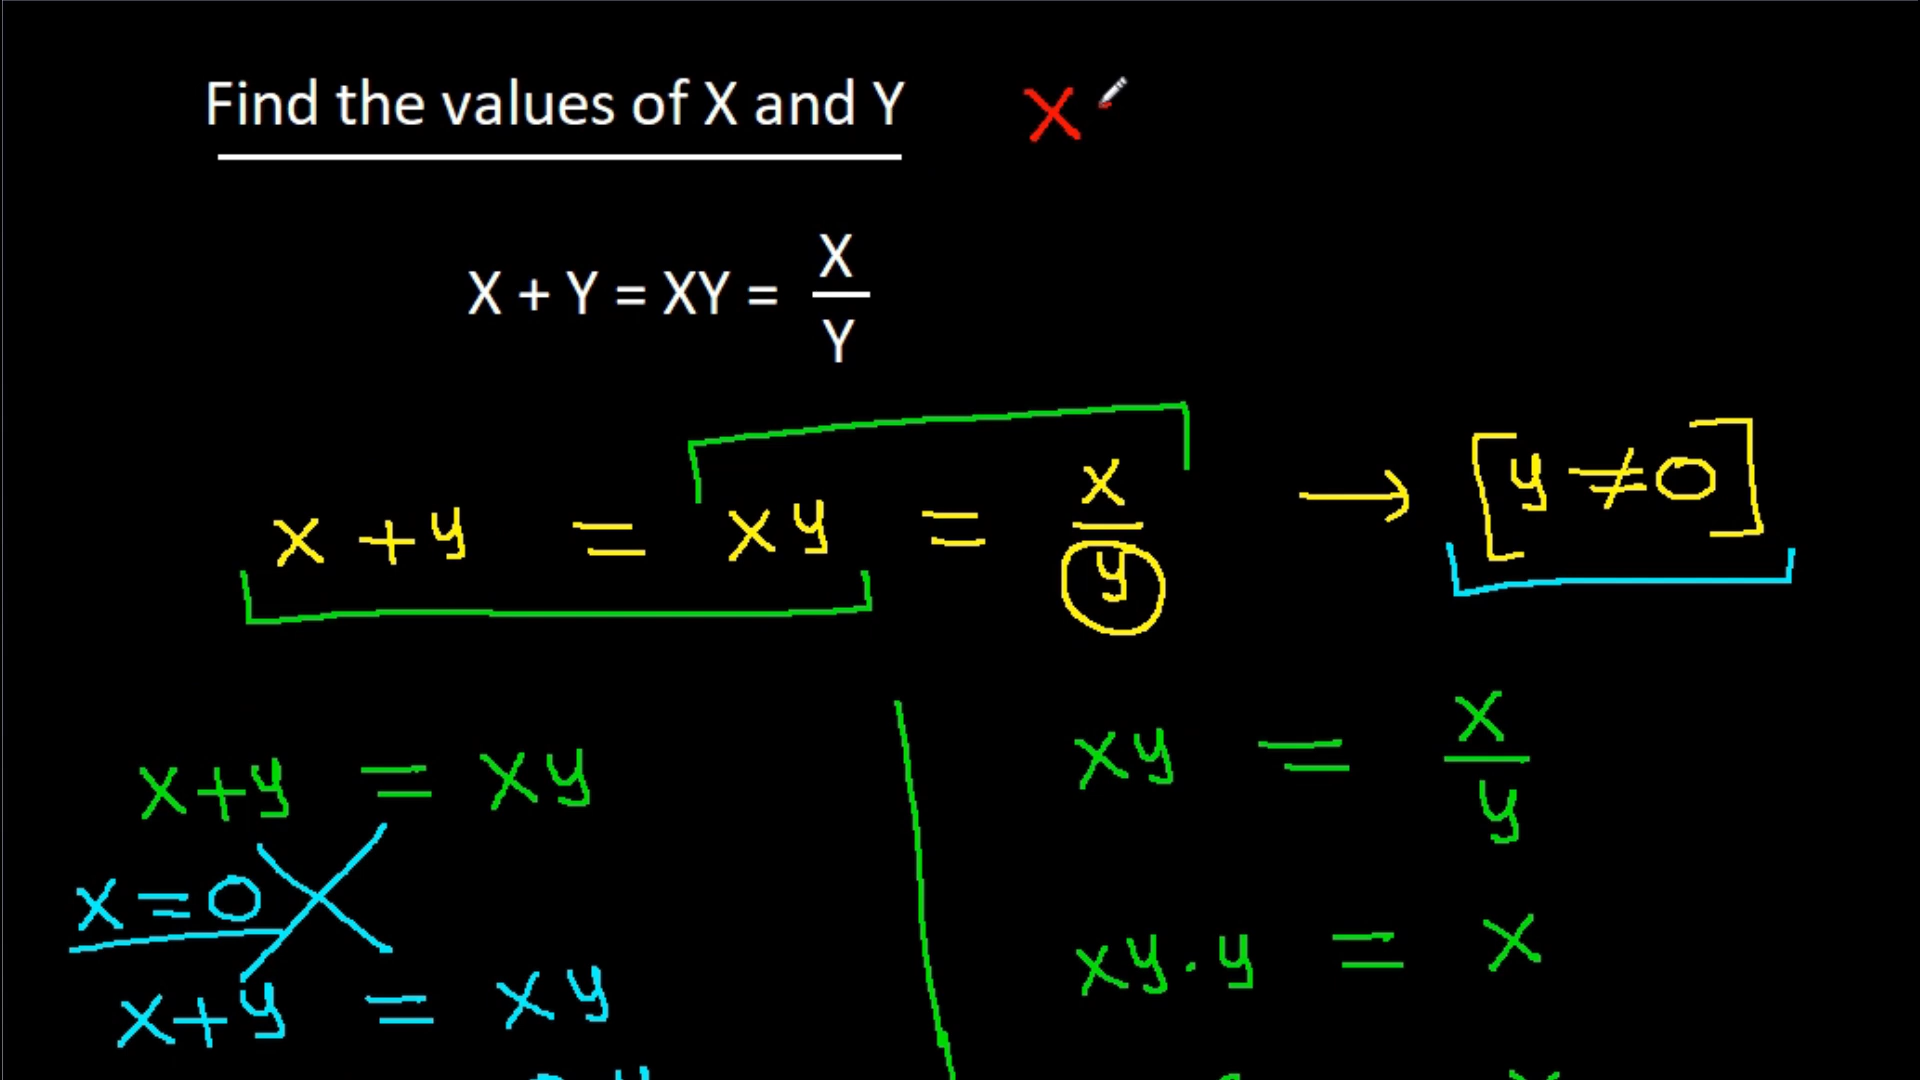 Find the values of X and Y
X
X + Y = XY = X/Y
x + y = xy = x/y → [y ≠ 0]
x+y = xy
xy = x/y
x = 0
xy · y = x
x+y = xy